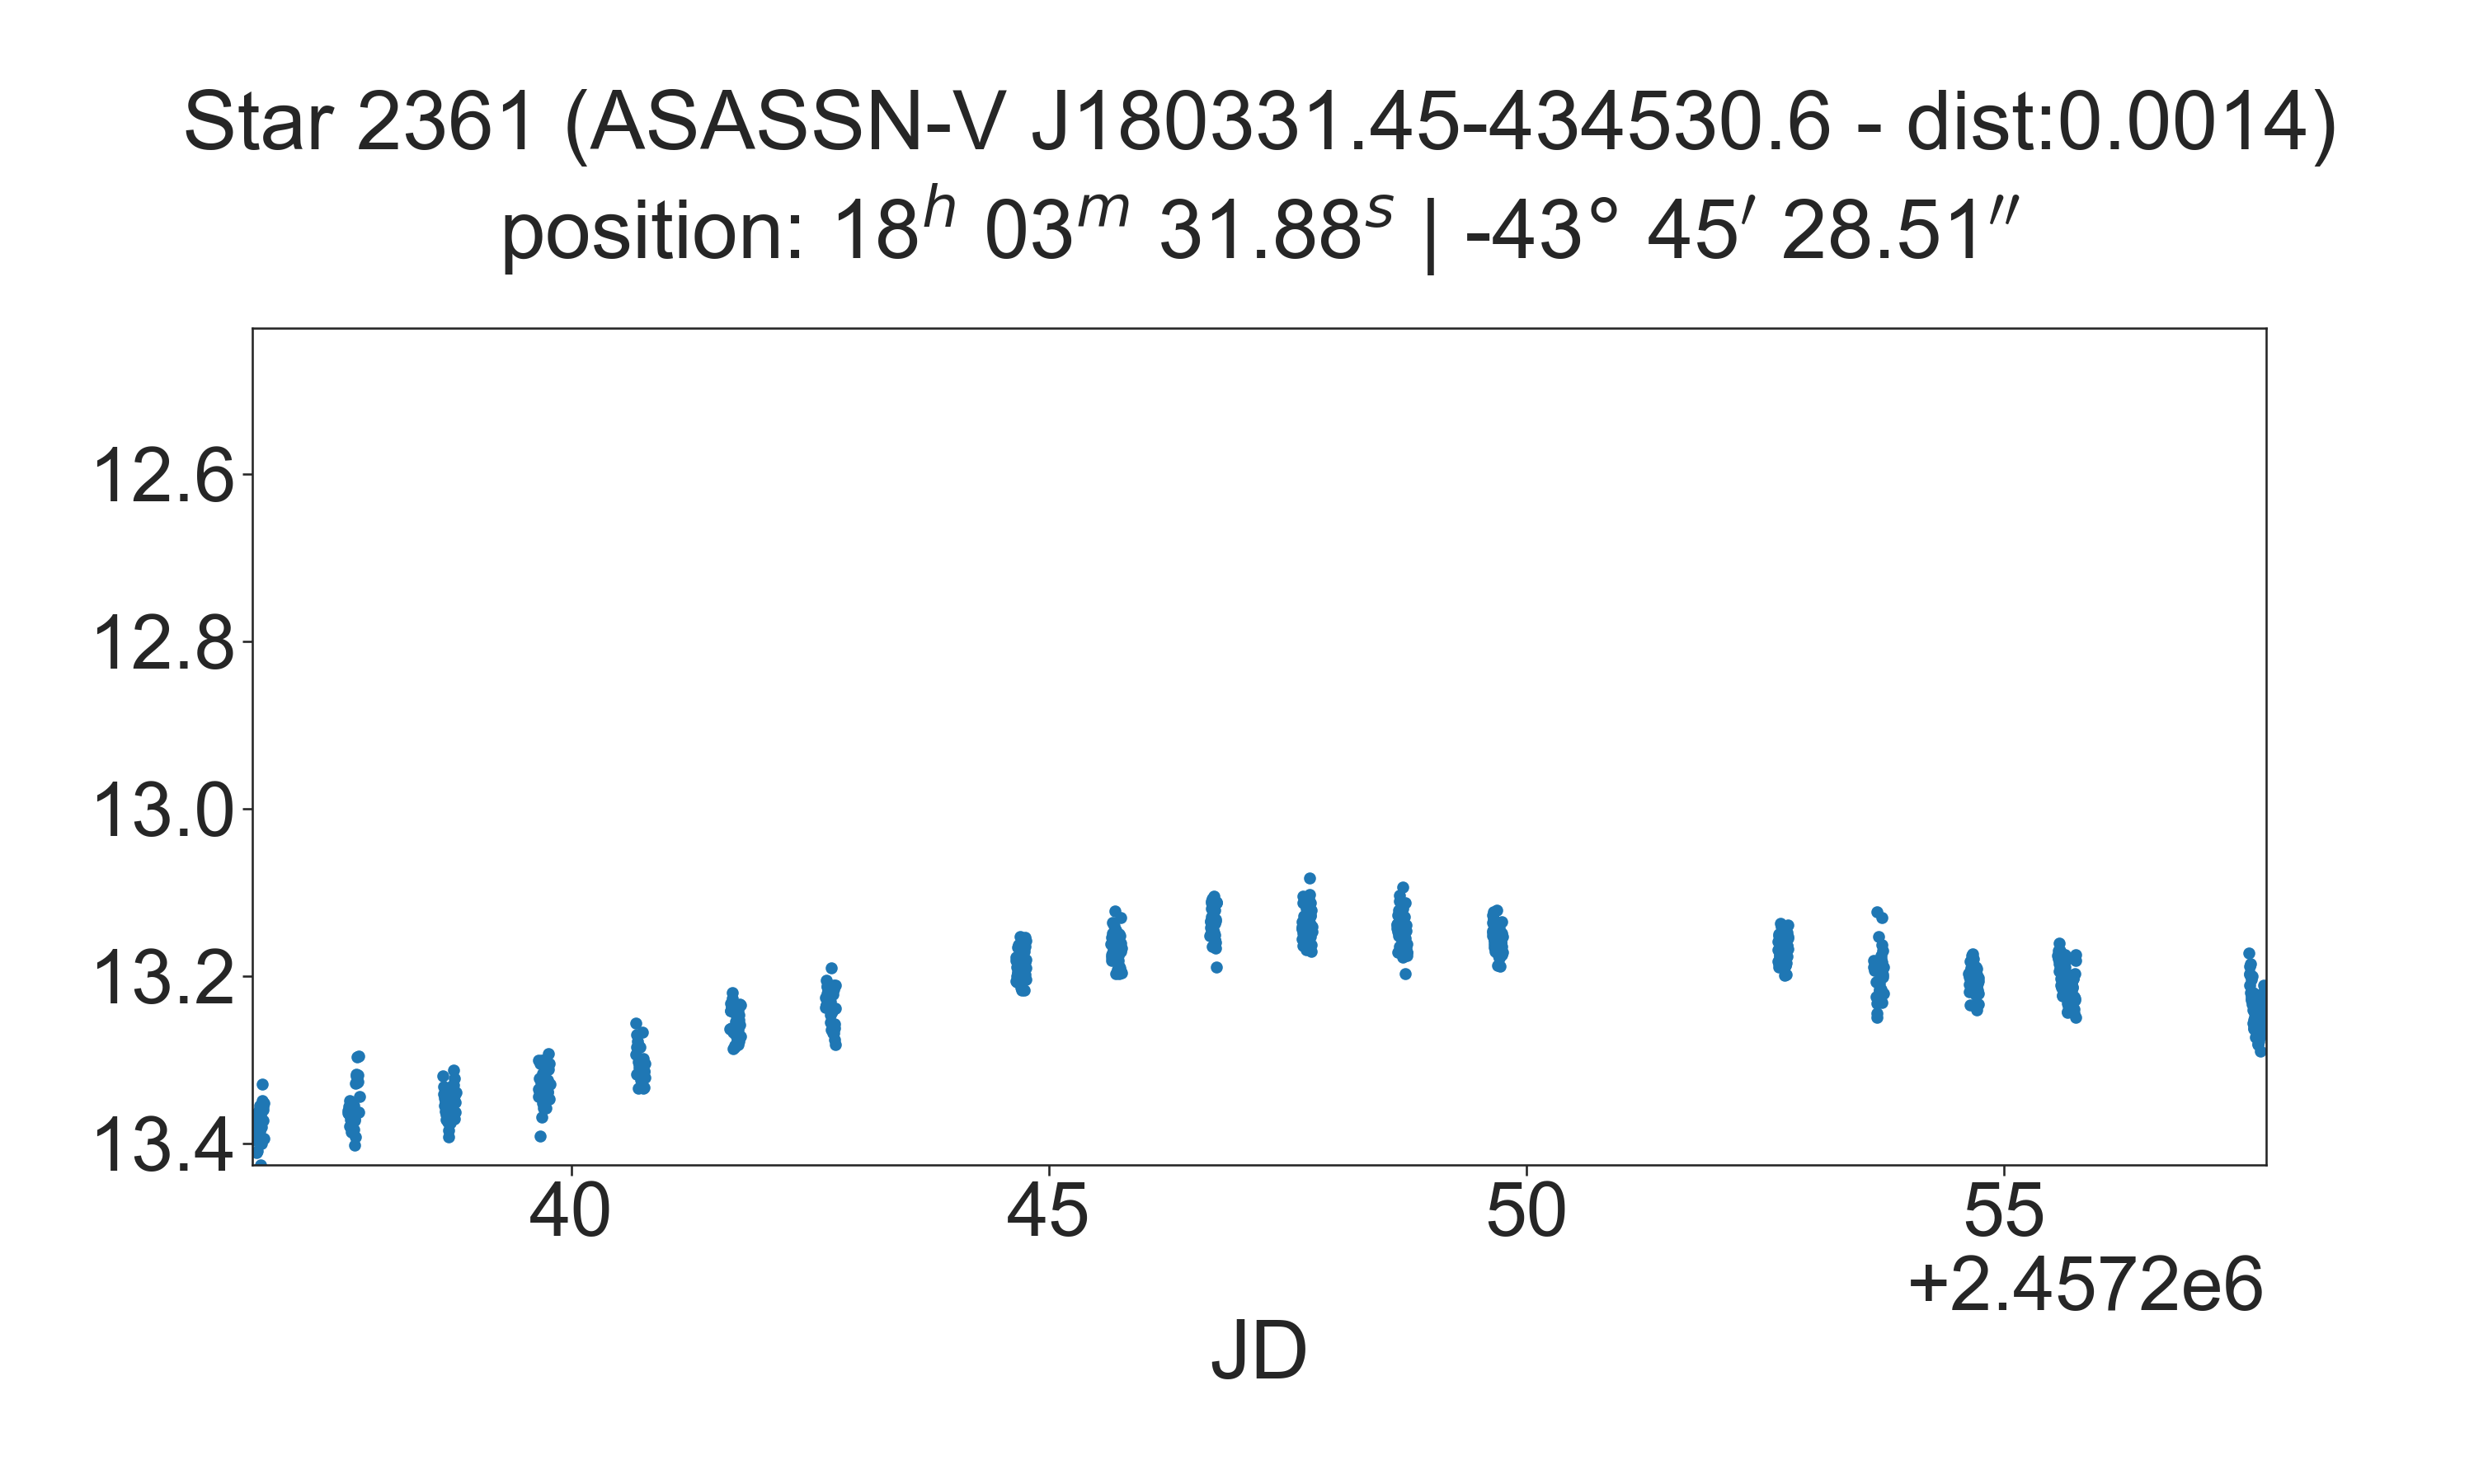 Star 2361 (ASASSN-V J180331.45-434530.6 - dist:0.0014)
position: 18h 03m 31.88s | -43° 45′ 28.51″
12.6
12.8
13.0
13.2
13.4
40 45 50 55
+2.4572e6
JD